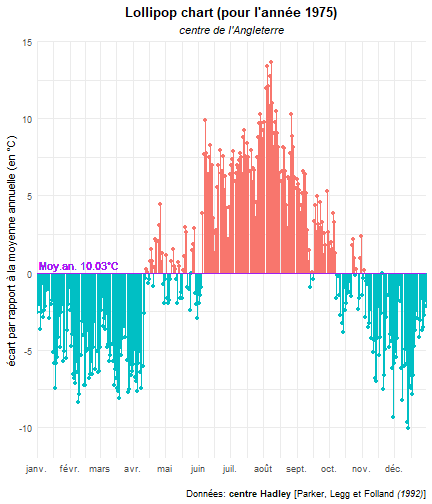 Lollipop chart (pour l'année 1975)
centre de l'Angleterre
écart par rapport à la moyenne annuelle (en °C)
15
10
5
0
-5
-10
Moy.an. 10.03°C
janv. févr. mars avr. mai juin juil. août sept. oct. nov. déc.
Données: centre Hadley [Parker, Legg et Folland (1992)]